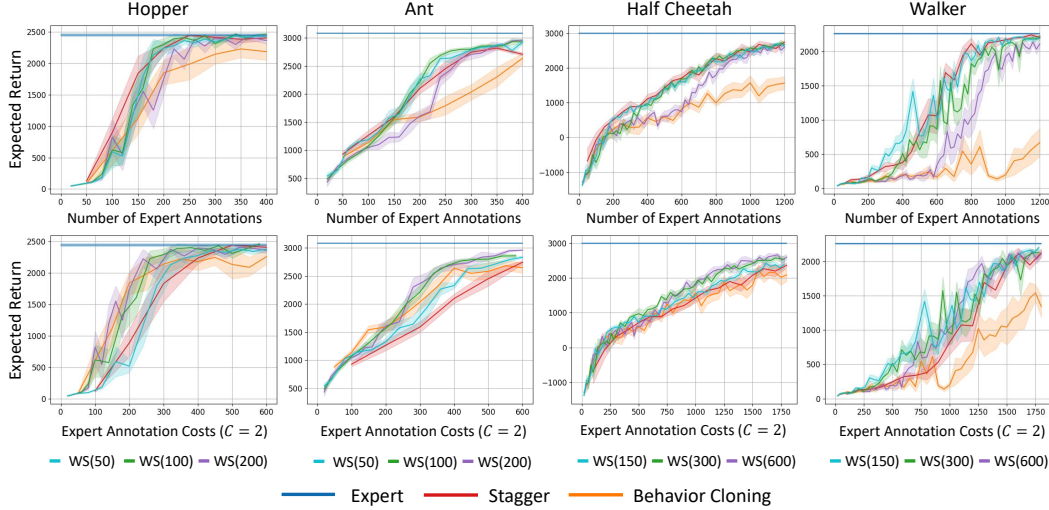 Hopper Ant Half Cheetah Walker
Expected Return
2500
2000
1500
1000
500
0
0 50 100 150 200 250 300 350 400
Number of Expert Annotations
3000
2500
2000
1500
1000
500
0 50 100 150 200 250 300 350 400
Number of Expert Annotations
3000
2000
1000
0
−1000
0 200 400 600 800 1000 1200
Number of Expert Annotations
2000
1500
1000
500
0
0 200 400 600 800 1000 1200
Number of Expert Annotations
Expected Return
2500
2000
1500
1000
500
0
0 100 200 300 400 500 600
Expert Annotation Costs (C = 2)
3000
2500
2000
1500
1000
500
0 100 200 300 400 500 600
Expert Annotation Costs (C = 2)
3000
2000
1000
0
−1000
0 250 500 750 1000 1250 1500 1750
Expert Annotation Costs (C = 2)
2000
1500
1000
500
0
0 250 500 750 1000 1250 1500 1750
Expert Annotation Costs (C = 2)
WS(50) WS(100) WS(200) WS(50) WS(100) WS(200) WS(150) WS(300) WS(600) WS(150) WS(300) WS(600)
Expert Stagger Behavior Cloning